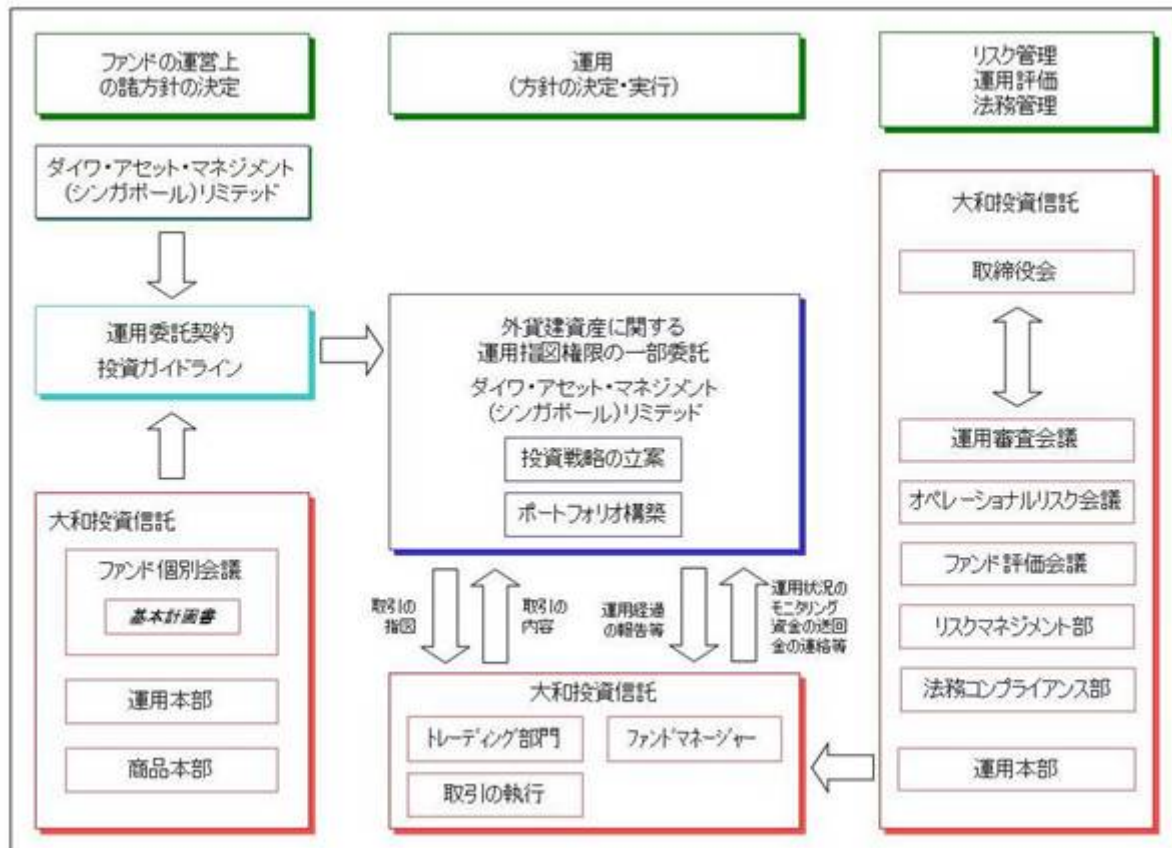 ファンドの運営上
の諸方針の決定
運用
(方針の決定・実行)
リスク管理
運用評価
法務管理
ダイワ・アセット・マネジメント
(シンガポール)リミテッド
運用委託契約
投資ガイドライン
大和投資信託
ファンド個別会議
基本計画書
運用本部
商品本部
外貨建資産に関する
運用指図権限の一部委託
ダイワ・アセット・マネジメント
(シンガポール)リミテッド
投資戦略の立案
ポートフォリオ構築
取引の
指図
取引の
内容
運用経過
の報告等
運用状況の
モニタリング
資金の送回
金の連絡等
大和投資信託
トレーディング部門
ファンドマネージャー
取引の執行
大和投資信託
取締役会
運用審査会議
オペレーショナルリスク会議
ファンド評価会議
リスクマネジメント部
法務コンプライアンス部
運用本部